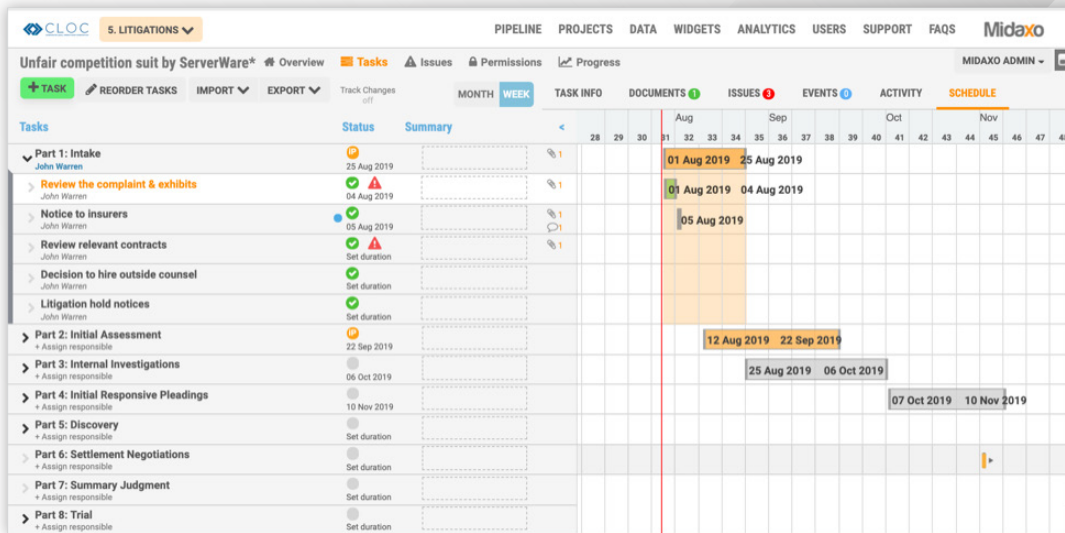 CLOC 5. LITIGATIONS PIPELINE PROJECTS DATA WIDGETS ANALYTICS USERS SUPPORT FAQS Midaxo
Unfair competition suit by ServerWare* Overview Tasks Issues Permissions Progress MIDAXO ADMIN
+ TASK REORDER TASKS IMPORT EXPORT Track Changes off MONTH WEEK TASK INFO DOCUMENTS 1 ISSUES 3 EVENTS 0 ACTIVITY SCHEDULE
Aug Sep Oct Nov
Tasks Status Summary < 28 29 30 31 32 33 34 35 36 37 38 39 40 41 42 43 44 45 46 47
Part 1: Intake IP 1 01 Aug 2019 25 Aug 2019
John Warren 25 Aug 2019
Review the complaint & exhibits 1 01 Aug 2019 04 Aug 2019
John Warren 04 Aug 2019
Notice to insurers 1 05 Aug 2019
John Warren 05 Aug 2019 1
Review relevant contracts 1
John Warren Set duration
Decision to hire outside counsel
John Warren Set duration
Litigation hold notices
John Warren Set duration
Part 2: Initial Assessment IP 12 Aug 2019 22 Sep 2019
+ Assign responsible 22 Sep 2019
Part 3: Internal Investigations 25 Aug 2019 06 Oct 2019
+ Assign responsible 06 Oct 2019
Part 4: Initial Responsive Pleadings 07 Oct 2019 10 Nov 2019
+ Assign responsible 10 Nov 2019
Part 5: Discovery
+ Assign responsible Set duration
Part 6: Settlement Negotiations
+ Assign responsible Set duration
Part 7: Summary Judgment
+ Assign responsible Set duration
Part 8: Trial
+ Assign responsible Set duration